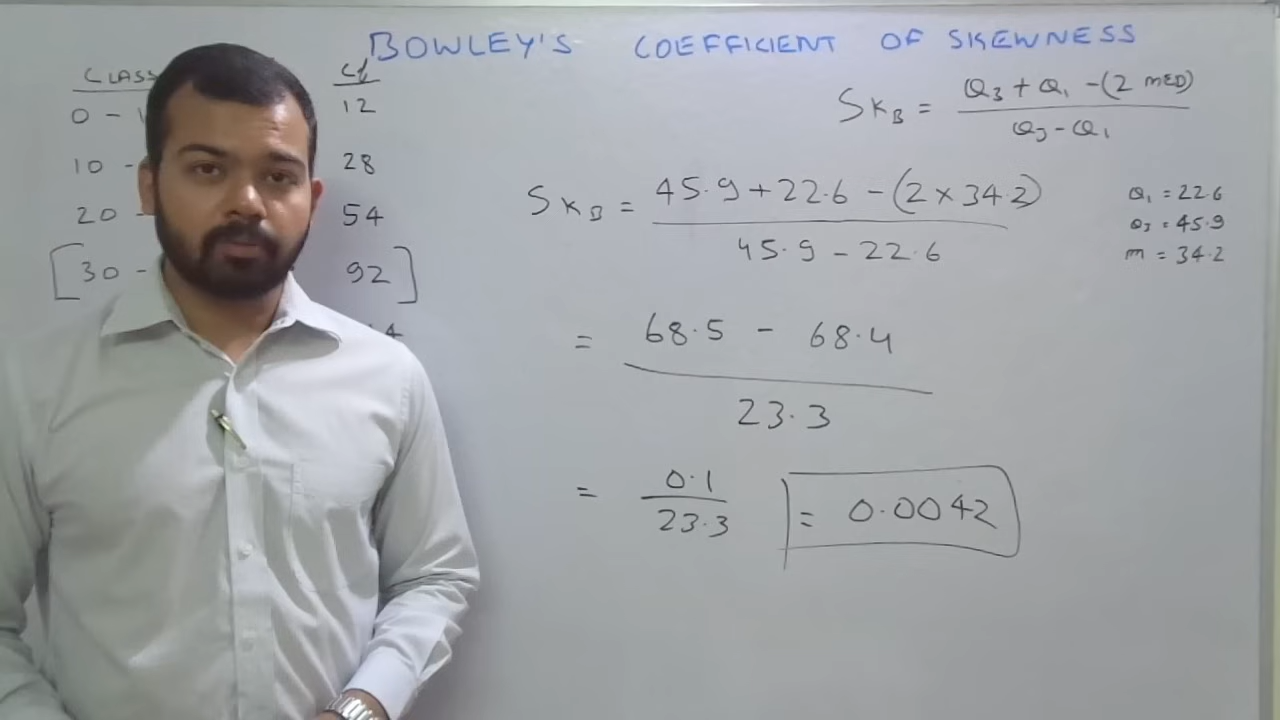 BOWLEY'S COEFFICIENT OF SKEWNESS
CLASS Cf
0 - 12
10 - 28
20 - 54
[30 - 92]
4
SKB = Q3 + Q1 - (2 MED) / Q3 - Q1
SKB = 45.9 + 22.6 - (2 × 34.2) / 45.9 - 22.6
Q1 = 22.6
Q3 = 45.9
m = 34.2
= 68.5 - 68.4 / 23.3
= 0.1 / 23.3 = 0.0042